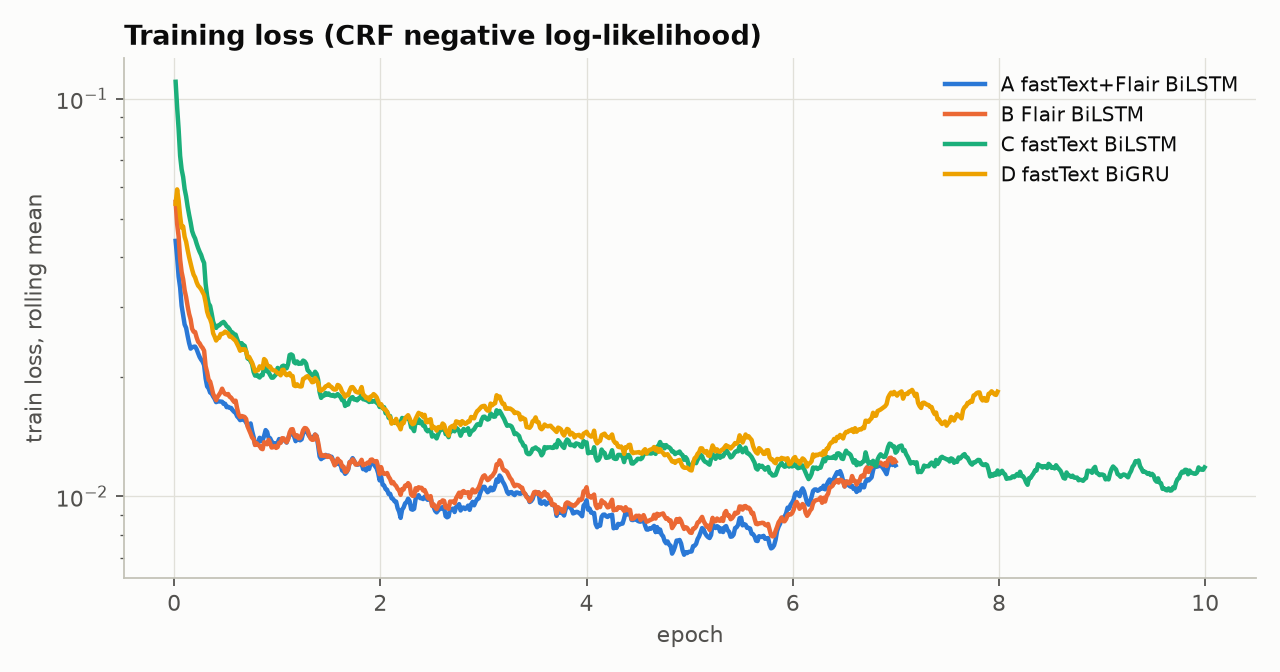 Training loss (CRF negative log-likelihood)
A fastText+Flair BiLSTM
B Flair BiLSTM
C fastText BiLSTM
D fastText BiGRU
train loss, rolling mean
10⁻¹
10⁻²
0 2 4 6 8 10
epoch